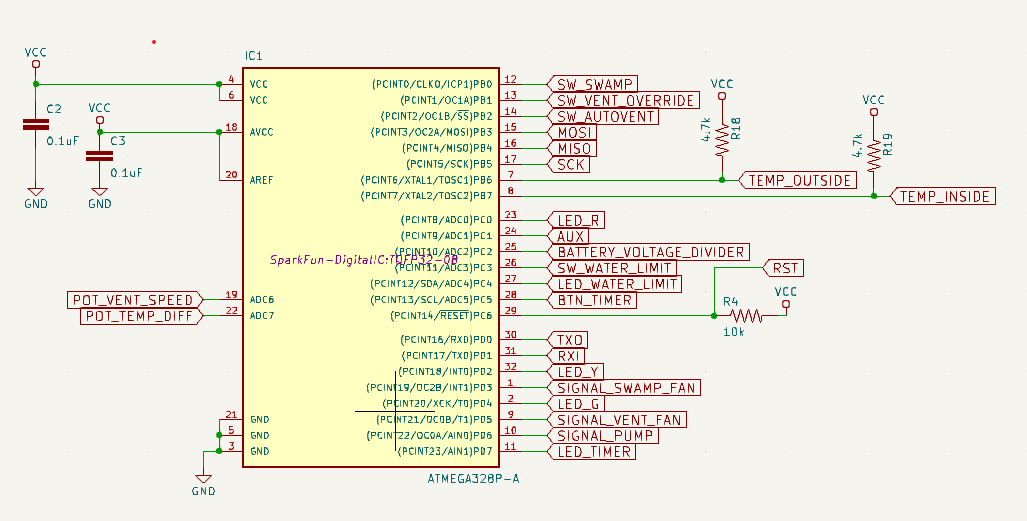 IC1
VCC
C2
0.1uF
GND
VCC
C3
0.1uF
GND
4 VCC
6 VCC
18 AVCC
20 AREF
POT_VENT_SPEED 19 ADC6
POT_TEMP_DIFF 22 ADC7
21 GND
5 GND
3 GND
GND
SparkFun-DigitalIC:TQFP32-08
(PCINT0/CLKO/ICP1)PB0 12 SW_SWAMP
(PCINT1/OC1A)PB1 13 SW_VENT_OVERRIDE
(PCINT2/OC1B/SS)PB2 14 SW_AUTOVENT
(PCINT3/OC2A/MOSI)PB3 15 MOSI
(PCINT4/MISO)PB4 16 MISO
(PCINT5/SCK)PB5 17 SCK
(PCINT6/XTAL1/TOSC1)PB6 7 TEMP_OUTSIDE
(PCINT7/XTAL2/TOSC2)PB7 8 TEMP_INSIDE
VCC
4.7k
R18
VCC
4.7k
R19
(PCINT8/ADC0)PC0 23 LED_R
(PCINT9/ADC1)PC1 24 AUX
(PCINT10/ADC2)PC2 25 BATTERY_VOLTAGE_DIVIDER
(PCINT11/ADC3)PC3 26 SW_WATER_LIMIT
(PCINT12/SDA/ADC4)PC4 27 LED_WATER_LIMIT
(PCINT13/SCL/ADC5)PC5 28 BTN_TIMER
(PCINT14/RESET)PC6 29
RST
VCC
R4
10k
(PCINT16/RXD)PD0 30 TXO
(PCINT17/TXD)PD1 31 RXI
(PCINT18/INT0)PD2 32 LED_Y
(PCINT19/OC2B/INT1)PD3 1 SIGNAL_SWAMP_FAN
(PCINT20/XCK/T0)PD4 2 LED_G
(PCINT21/OC0B/T1)PD5 9 SIGNAL_VENT_FAN
(PCINT22/OC0A/AIN0)PD6 10 SIGNAL_PUMP
(PCINT23/AIN1)PD7 11 LED_TIMER
ATMEGA328P-A